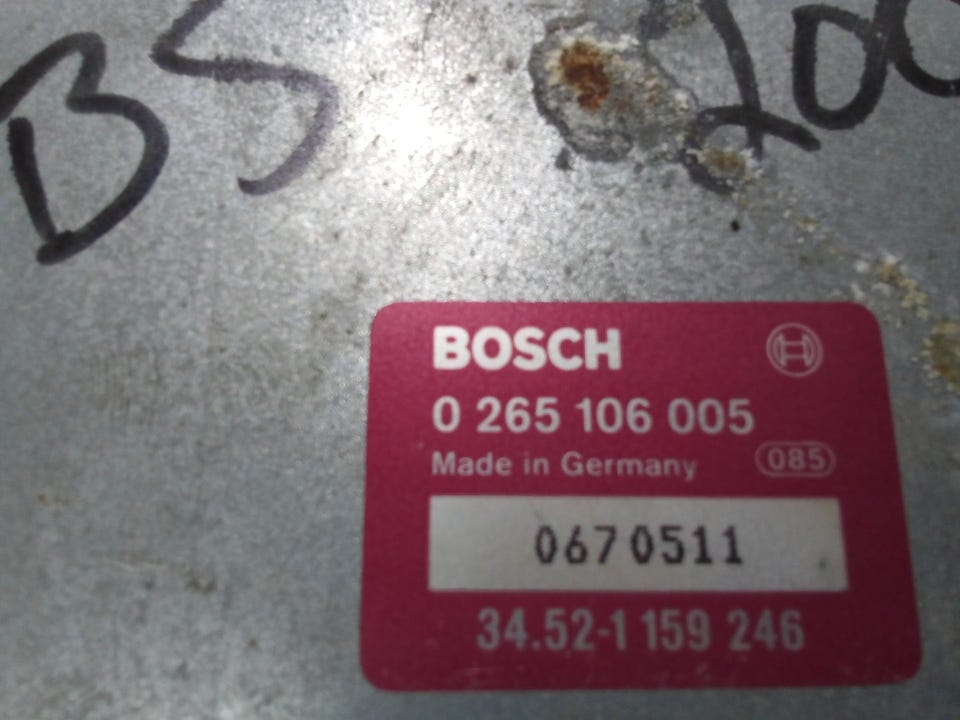 BOSCH
0 265 106 005
Made in Germany 085
0670511
34.52-1 159 246